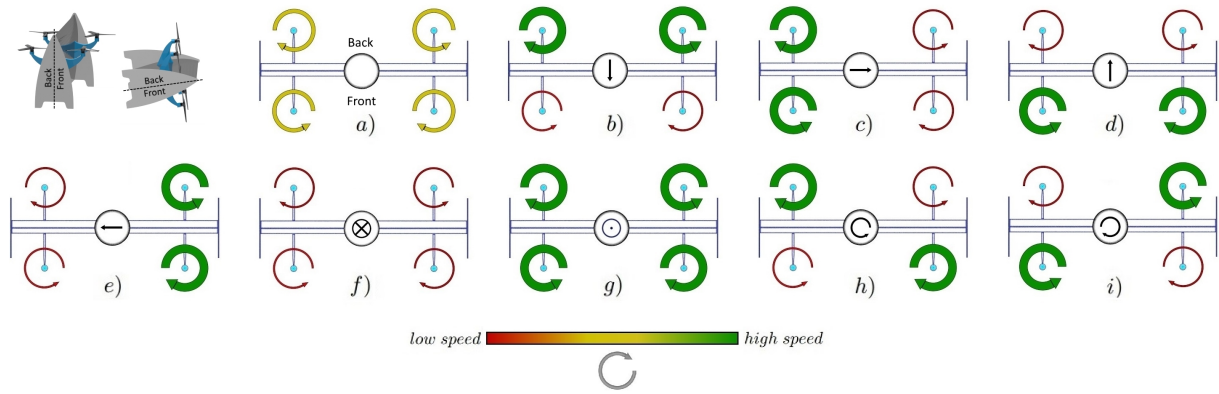 Back
Front
Back
Front
Back
Front
a)
b)
c)
d)
e)
f)
g)
h)
i)
low speed
high speed